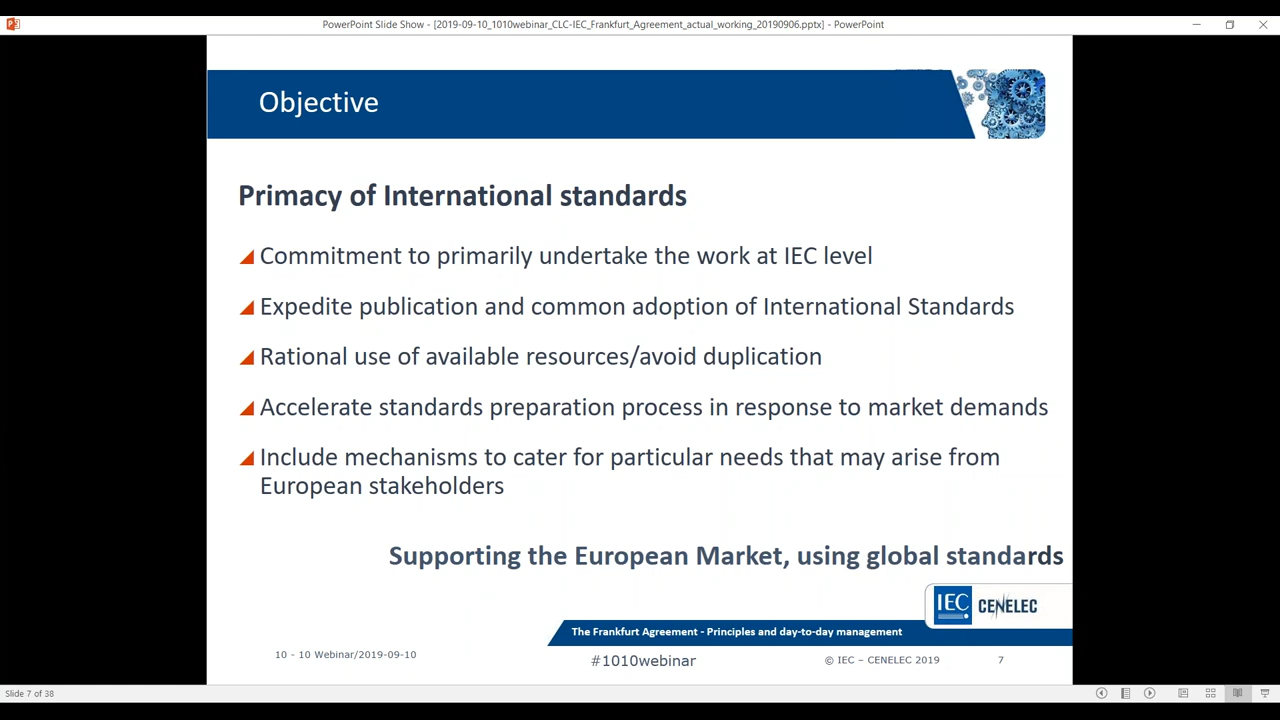 PowerPoint Slide Show - [2019-09-10_1010webinar_CLC-IEC_Frankfurt_Agreement_actual_working_20190906.pptx] - PowerPoint
Objective
Primacy of International standards
Commitment to primarily undertake the work at IEC level
Expedite publication and common adoption of International Standards
Rational use of available resources/avoid duplication
Accelerate standards preparation process in response to market demands
Include mechanisms to cater for particular needs that may arise from
European stakeholders
Supporting the European Market, using global standards
IEC CENELEC
The Frankfurt Agreement - Principles and day-to-day management
10 - 10 Webinar/2019-09-10
#1010webinar
© IEC – CENELEC 2019
7
Slide 7 of 38